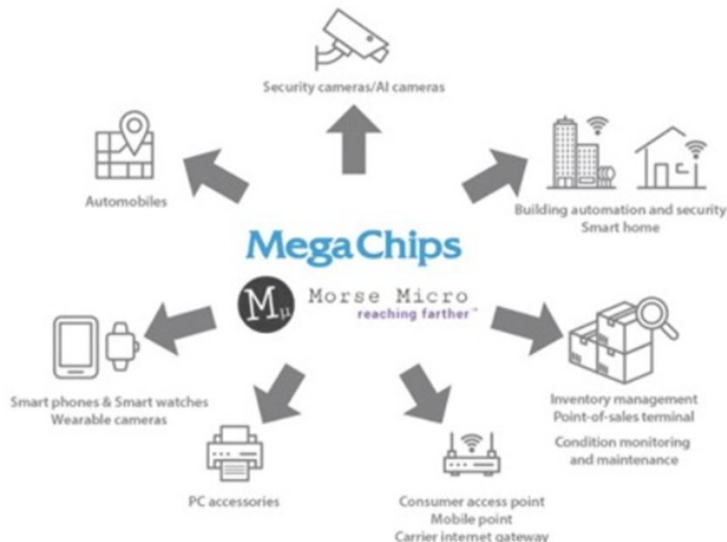 Security cameras/AI cameras
Automobiles
Building automation and security
Smart home
MegaChips
Mμ Morse Micro
reaching farther™
Smart phones & Smart watches
Wearable cameras
Inventory management
Point-of-sales terminal
Condition monitoring
and maintenance
PC accessories
Consumer access point
Mobile point
Carrier internet gateway